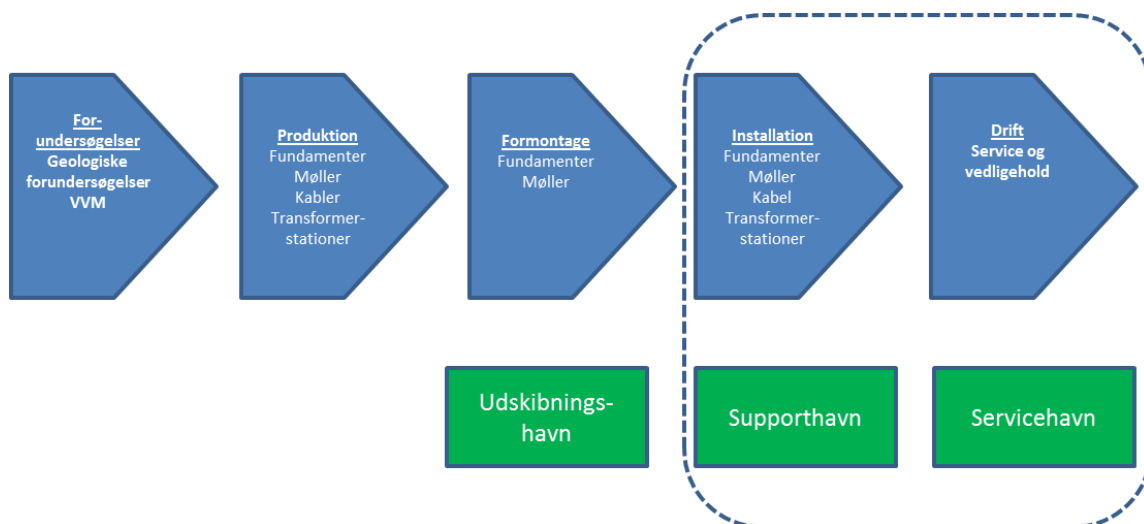 For-
undersøgelser
Geologiske
forundersøgelser
VVM
Produktion
Fundamenter
Møller
Kabler
Transformer-
stationer
Formontage
Fundamenter
Møller
Installation
Fundamenter
Møller
Kabel
Transformer-
stationer
Drift
Service og
vedligehold
Udskibnings-
havn
Supporthavn
Servicehavn